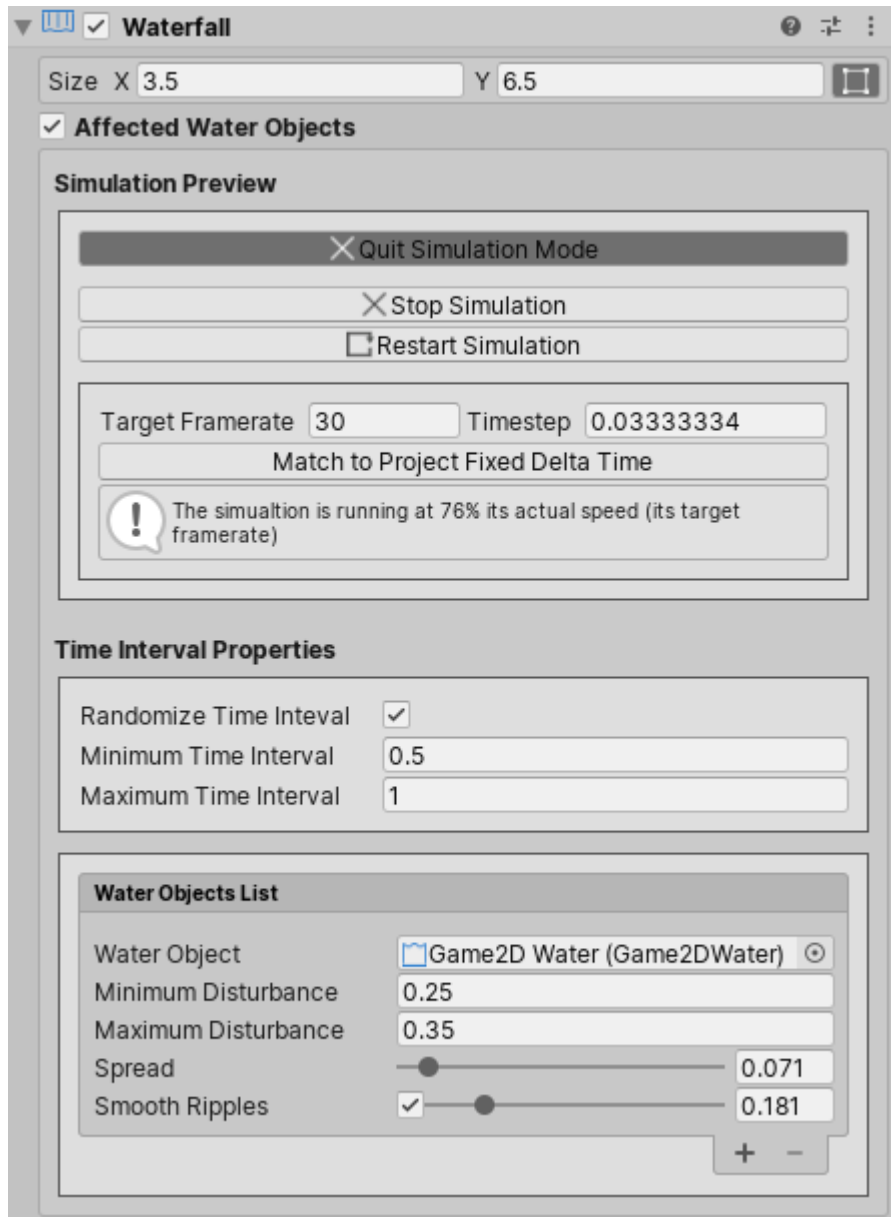 Waterfall
Size X 3.5 Y 6.5
Affected Water Objects
Simulation Preview
Quit Simulation Mode
Stop Simulation
Restart Simulation
Target Framerate 30 Timestep 0.03333334
Match to Project Fixed Delta Time
The simualtion is running at 76% its actual speed (its target
framerate)
Time Interval Properties
Randomize Time Inteval
Minimum Time Interval 0.5
Maximum Time Interval 1
Water Objects List
Water Object Game2D Water (Game2DWater)
Minimum Disturbance 0.25
Maximum Disturbance 0.35
Spread 0.071
Smooth Ripples 0.181